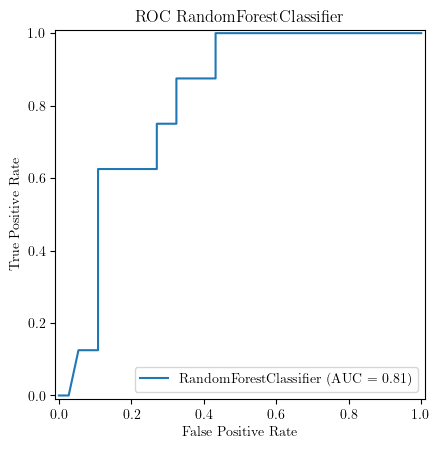 ROC RandomForestClassifier
1.0
0.8
0.6
0.4
0.2
0.0
True Positive Rate
RandomForestClassifier (AUC = 0.81)
0.0 0.2 0.4 0.6 0.8 1.0
False Positive Rate